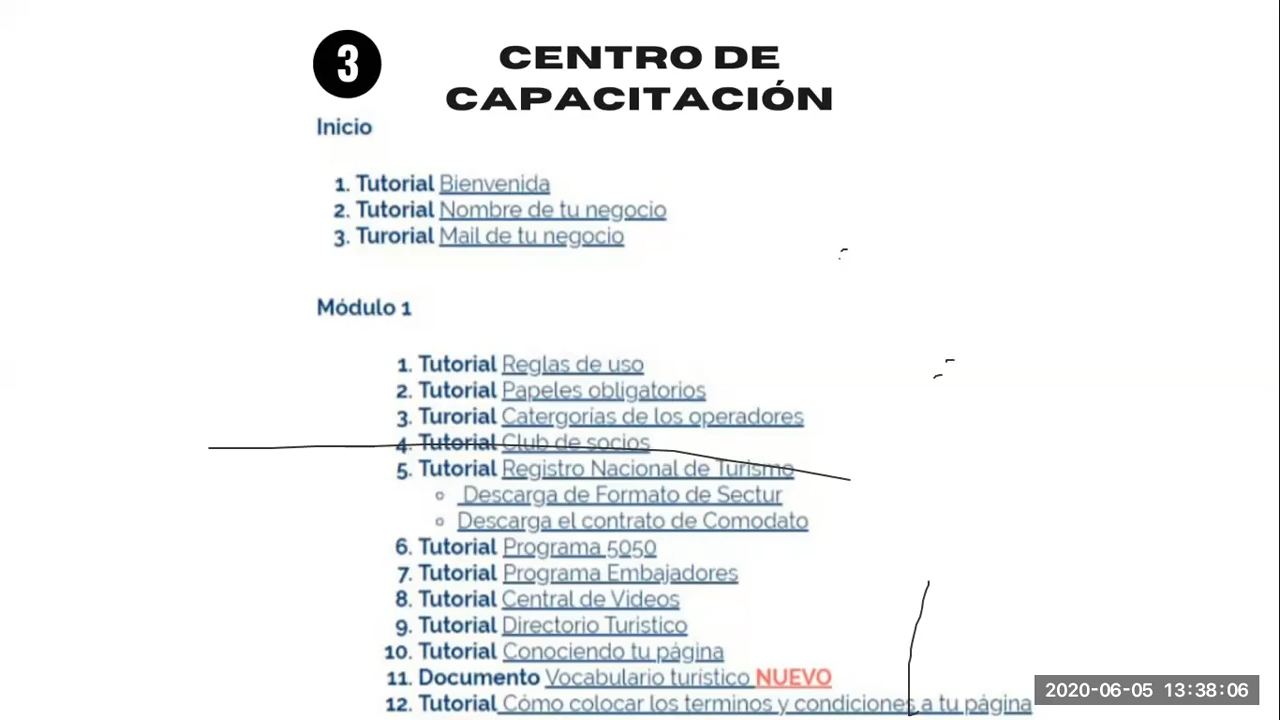 3
CENTRO DE
CAPACITACIÓN
Inicio
1. Tutorial Bienvenida
2. Tutorial Nombre de tu negocio
3. Turorial Mail de tu negocio
Módulo 1
1. Tutorial Reglas de uso
2. Tutorial Papeles obligatorios
3. Turorial Catergorías de los operadores
4. Tutorial Club de socios
5. Tutorial Registro Nacional de Turismo
Descarga de Formato de Sectur
Descarga el contrato de Comodato
6. Tutorial Programa 5050
7. Tutorial Programa Embajadores
8. Tutorial Central de Videos
9. Tutorial Directorio Turistico
10. Tutorial Conociendo tu página
11. Documento Vocabulario turístico NUEVO
12. Tutorial Cómo colocar los terminos y condiciones a tu página
2020-06-05 13:38:06